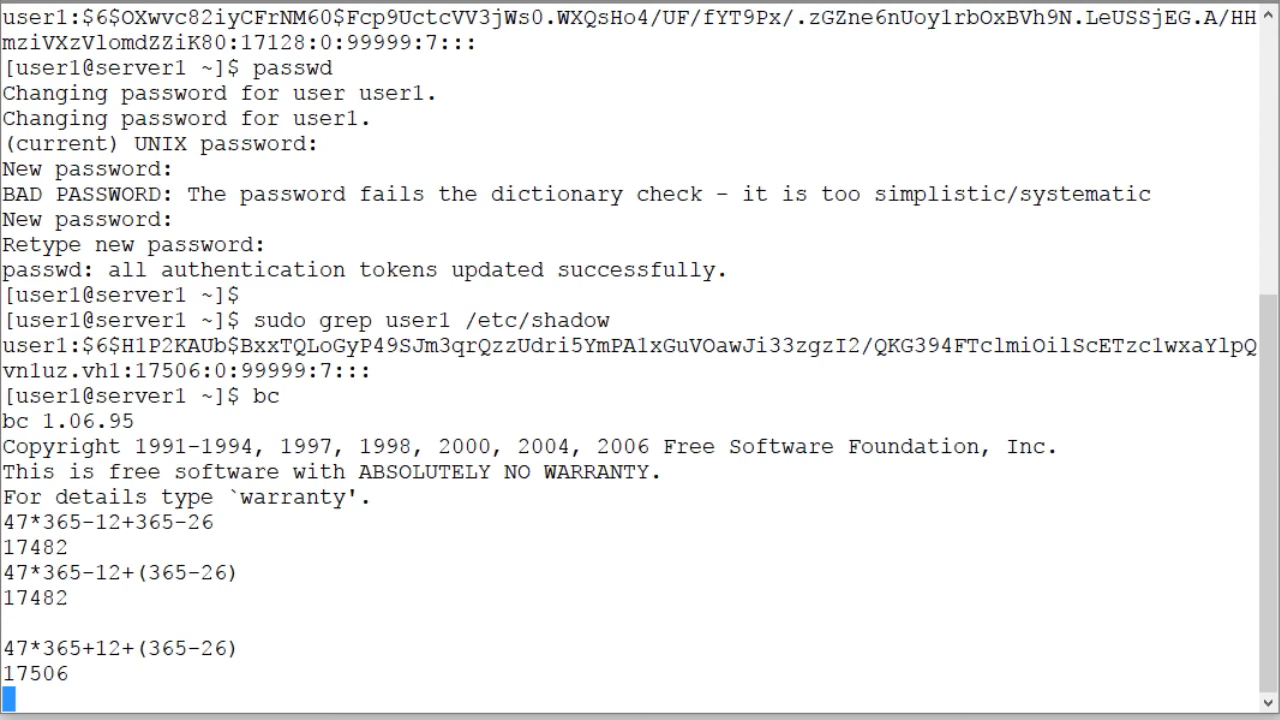 user1:$6$OXwvc82iyCFrNM60$Fcp9UctcVV3jWs0.WXQsHo4/UF/fYT9Px/.zGZne6nUoy1rbOxBVh9N.LeUSSjEG.A/HH
mziVXzVlomdZZiK80:17128:0:99999:7:::
[user1@server1 ~]$ passwd
Changing password for user user1.
Changing password for user1.
(current) UNIX password:
New password:
BAD PASSWORD: The password fails the dictionary check - it is too simplistic/systematic
New password:
Retype new password:
passwd: all authentication tokens updated successfully.
[user1@server1 ~]$
[user1@server1 ~]$ sudo grep user1 /etc/shadow
user1:$6$H1P2KAUb$BxxTQLoGyP49SJm3qrQzzUdri5YmPA1xGuVOawJi33zgzI2/QKG394FTclmiOilScETzc1wxaYlpQ
vn1uz.vh1:17506:0:99999:7:::
[user1@server1 ~]$ bc
bc 1.06.95
Copyright 1991-1994, 1997, 1998, 2000, 2004, 2006 Free Software Foundation, Inc.
This is free software with ABSOLUTELY NO WARRANTY.
For details type `warranty'.
47*365-12+365-26
17482
47*365-12+(365-26)
17482
47*365+12+(365-26)
17506